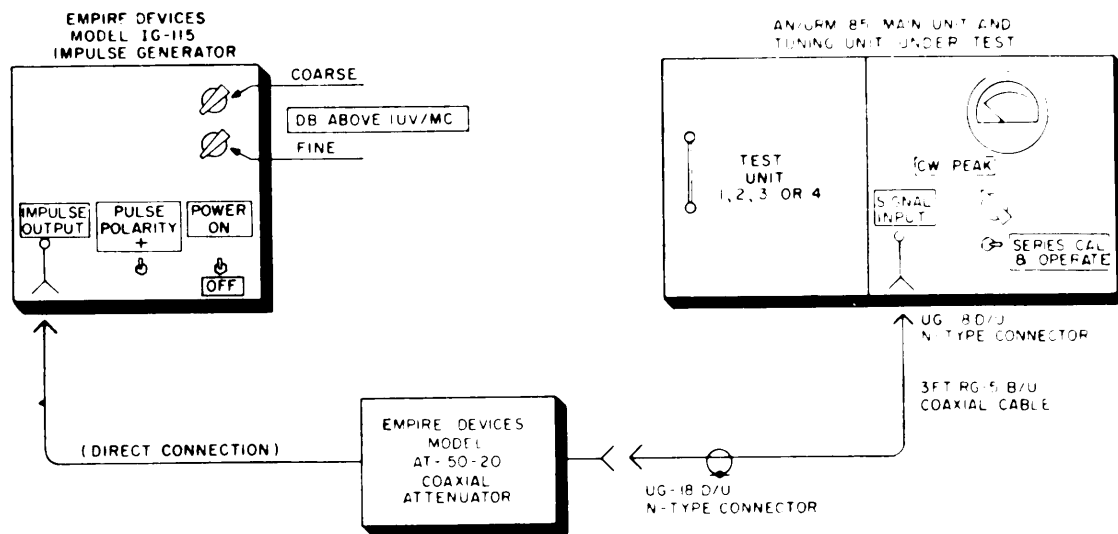 EMPIRE DEVICES
MODEL IG-115
IMPULSE GENERATOR
COARSE
DB ABOVE 1UV/MC
FINE
IMPULSE
OUTPUT
PULSE
POLARITY
+
POWER
ON
OFF
AN/URM 85 MAIN UNIT AND
TUNING UNIT UNDER TEST
TEST
UNIT
1, 2, 3 OR 4
CW PEAK
SIGNAL
INPUT
SERIES CAL
& OPERATE
UG-18 D/U
N-TYPE CONNECTOR
3FT RG-5 B/U
COAXIAL CABLE
(DIRECT CONNECTION)
EMPIRE DEVICES
MODEL
AT-50-20
COAXIAL
ATTENUATOR
UG-18 D/U
N-TYPE CONNECTOR